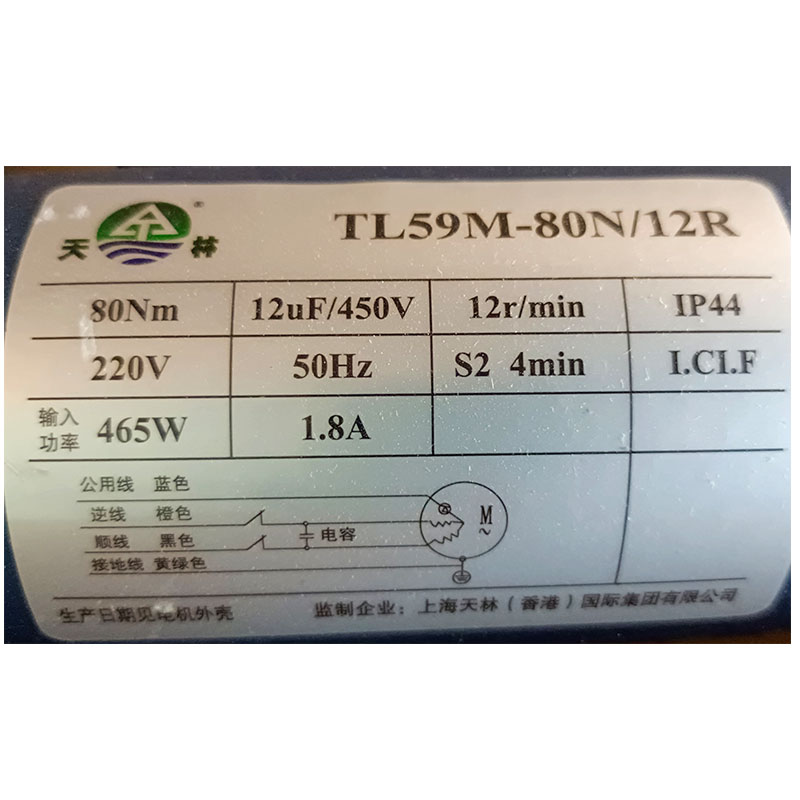 天 林 ®
TL59M-80N/12R
80Nm 12uF/450V 12r/min IP44
220V 50Hz S2 4min I.CI.F
输入功率 465W 1.8A
公用线 蓝色
逆线 橙色
顺线 黑色
接地线 黄绿色
电容
M
~
生产日期见电机外壳 监制企业：上海天林（香港）国际集团有限公司